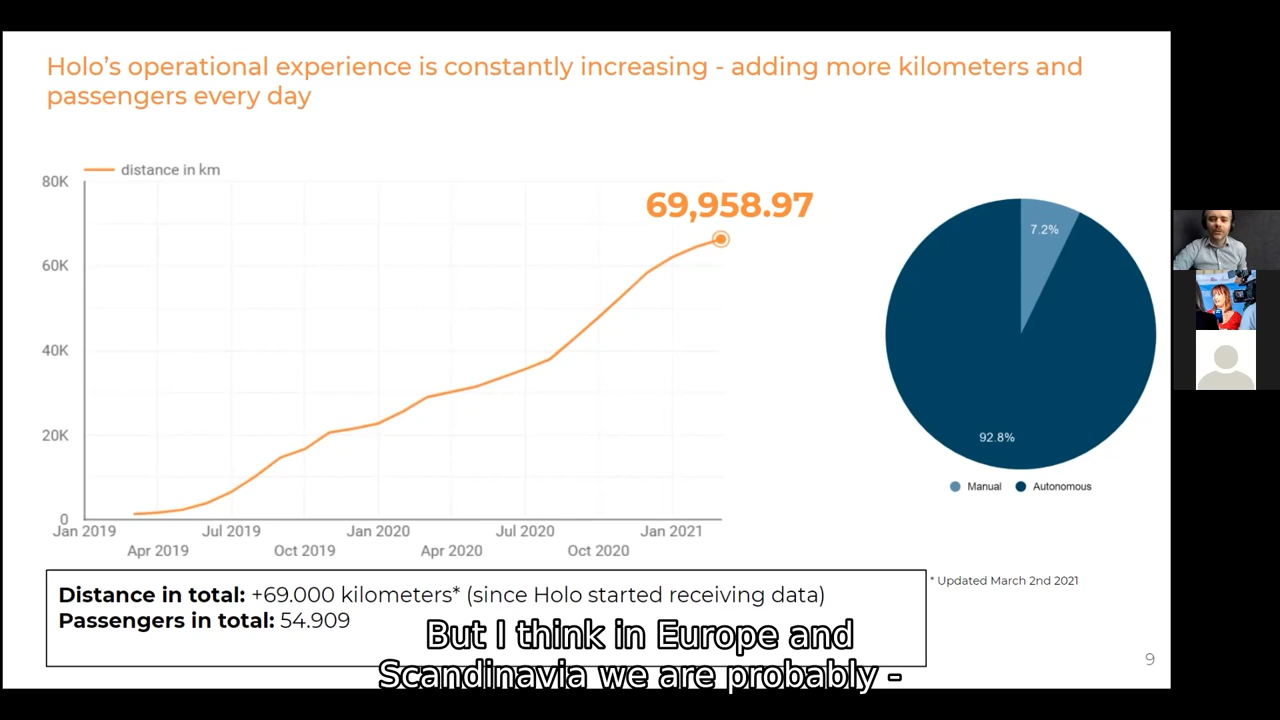 Holo's operational experience is constantly increasing - adding more kilometers and
passengers every day
distance in km
80K
69,958.97
60K
40K
20K
0
Jan 2019
Apr 2019
Jul 2019
Oct 2019
Jan 2020
Apr 2020
Jul 2020
Oct 2020
Jan 2021
7.2%
92.8%
Manual
Autonomous
* Updated March 2nd 2021
Distance in total: +69.000 kilometers* (since Holo started receiving data)
Passengers in total: 54.909
But I think in Europe and
Scandinavia we are probably -
9